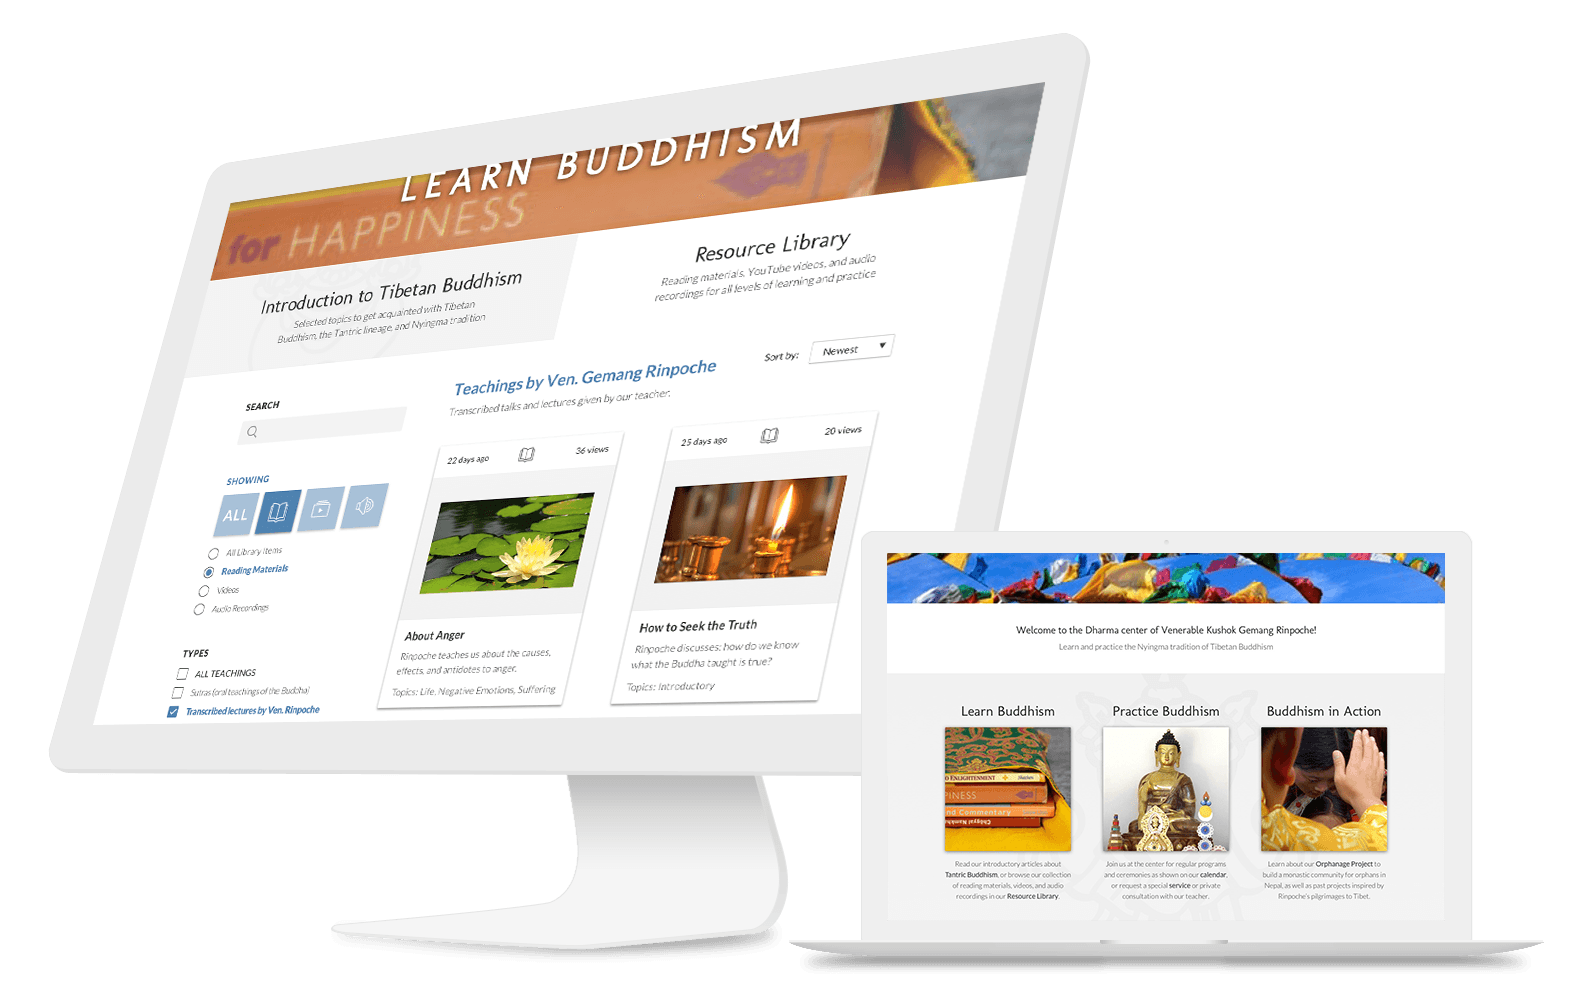 LEARN BUDDHISM
for HAPPINESS
Introduction to Tibetan Buddhism
Selected topics to get acquainted with Tibetan
Buddhism, the Tantric lineage, and Nyingma tradition
Resource Library
Reading materials, YouTube videos, and audio
recordings for all levels of learning and practice
SEARCH
SHOWING
ALL
All Library Items
Reading Materials
Videos
Audio Recordings
TYPES
ALL TEACHINGS
Sutras (oral teachings of the Buddha)
Transcribed lectures by Ven. Rinpoche
Teachings by Ven. Gemang Rinpoche
Transcribed talks and lectures given by our teacher.
Sort by:
Newest
22 days ago
36 views
About Anger
Rinpoche teaches us about the causes,
effects, and antidotes to anger.
Topics: Life, Negative Emotions, Suffering
25 days ago
20 views
How to Seek the Truth
Rinpoche discusses: how do we know
what the Buddha taught is true?
Topics: Introductory
Welcome to the Dharma center of Venerable Kushok Gemang Rinpoche!
Learn and practice the Nyingma tradition of Tibetan Buddhism
Learn Buddhism
O ENLIGHTENMENT
PINESS
nd Commentary
Read our introductory articles about
Tantric Buddhism, or browse our collection
of reading materials, videos, and audio
recordings in our Resource Library.
Practice Buddhism
Join us at the center for regular programs
and ceremonies as shown on our calendar,
or request a special service or private
consultation with our teacher.
Buddhism in Action
Learn about our Orphanage Project to
build a monastic community for orphans in
Nepal, as well as past projects inspired by
Rinpoche's pilgrimages to Tibet.